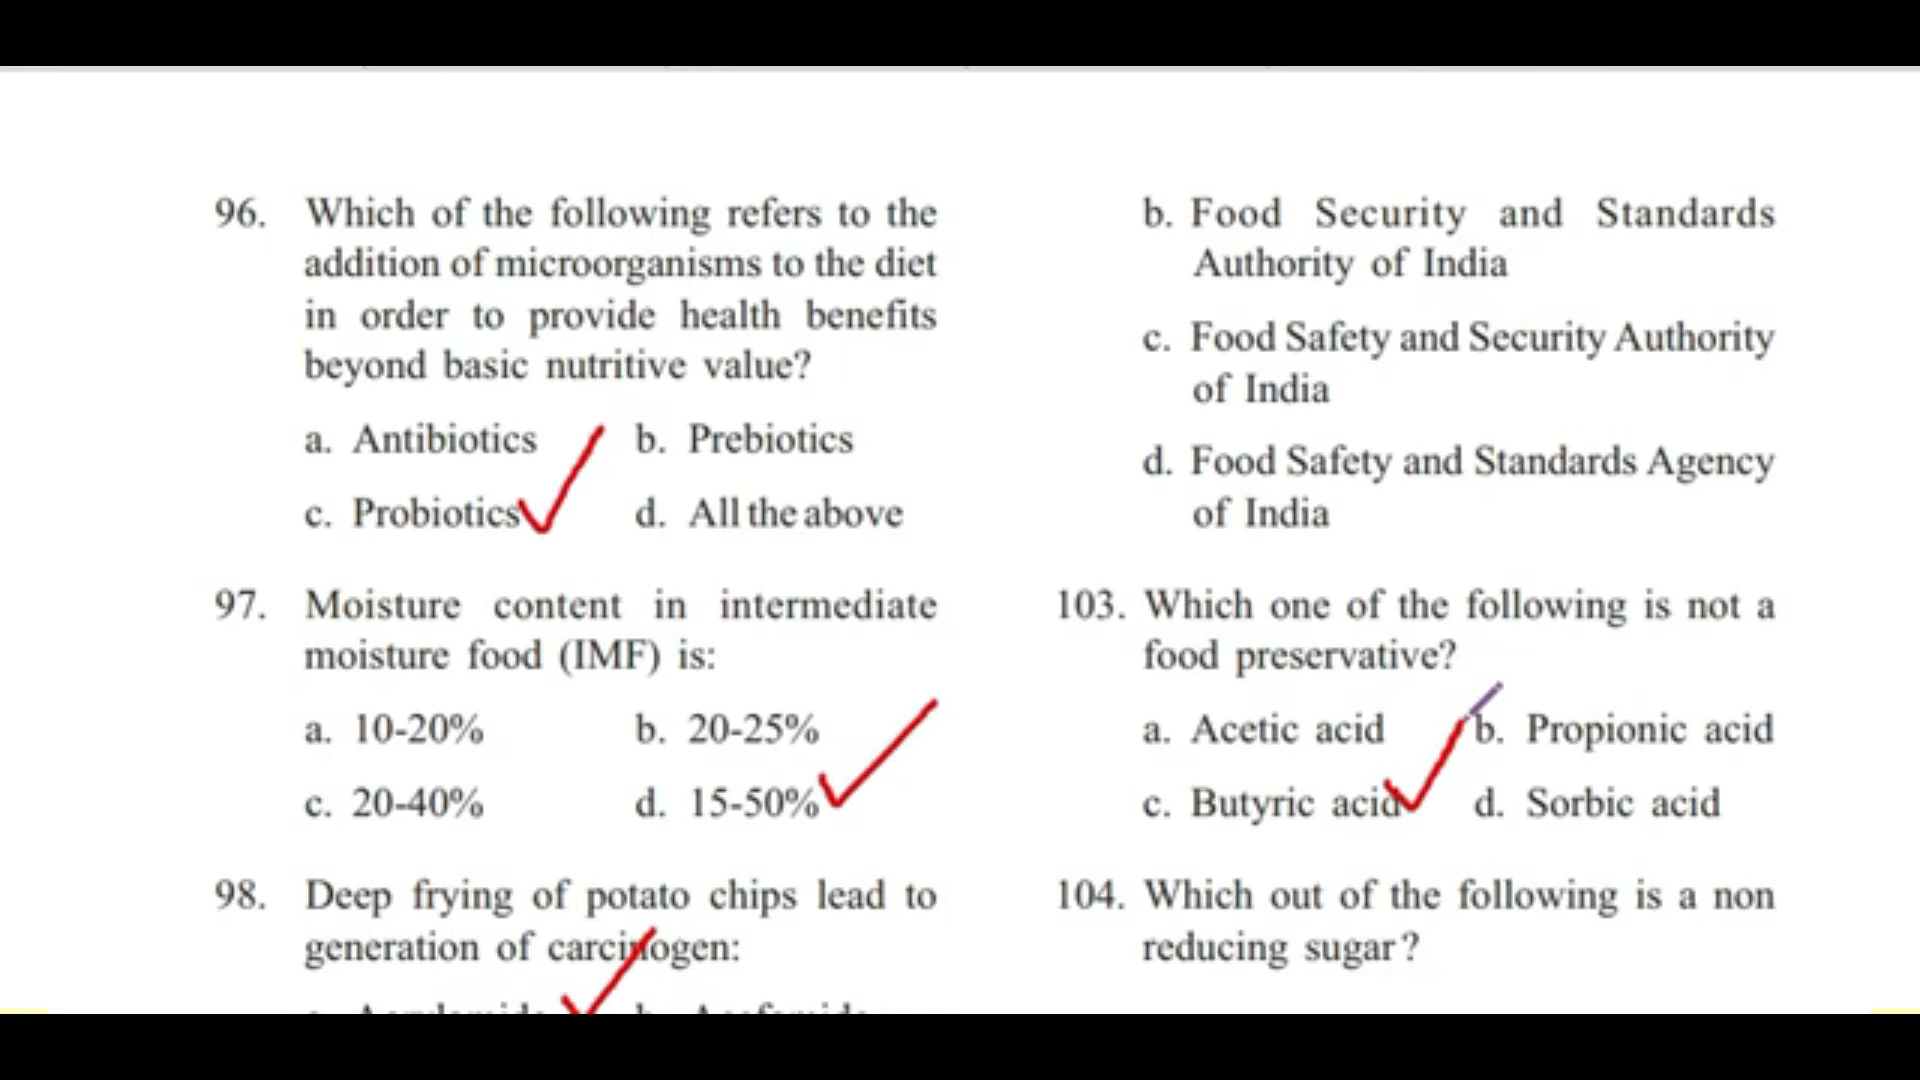 96. Which of the following refers to the
addition of microorganisms to the diet
in order to provide health benefits
beyond basic nutritive value?
a. Antibiotics b. Prebiotics
c. Probiotics d. All the above
97. Moisture content in intermediate
moisture food (IMF) is:
a. 10-20% b. 20-25%
c. 20-40% d. 15-50%
98. Deep frying of potato chips lead to
generation of carcinogen:
b. Food Security and Standards
Authority of India
c. Food Safety and Security Authority
of India
d. Food Safety and Standards Agency
of India
103. Which one of the following is not a
food preservative?
a. Acetic acid b. Propionic acid
c. Butyric acid d. Sorbic acid
104. Which out of the following is a non
reducing sugar?